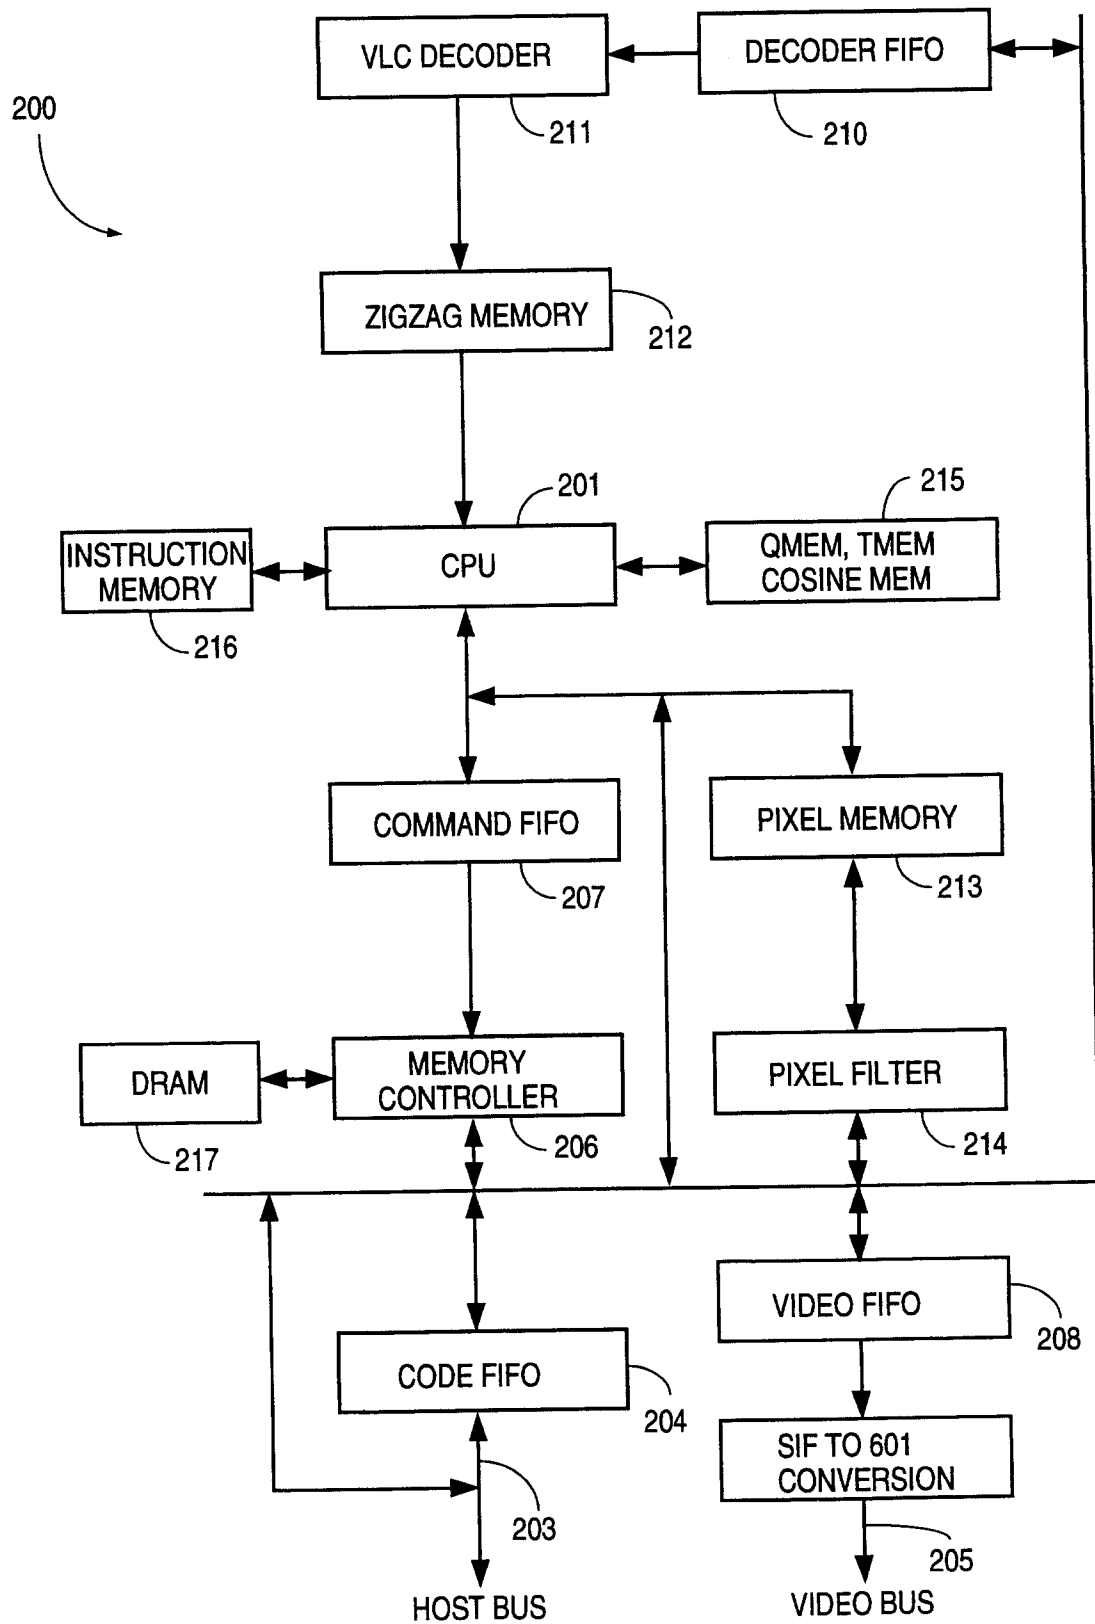 VLC DECODER
DECODER FIFO
200
211
210
ZIGZAG MEMORY
212
201
215
INSTRUCTION
MEMORY
CPU
QMEM, TMEM
COSINE MEM
216
COMMAND FIFO
PIXEL MEMORY
207
213
DRAM
MEMORY
CONTROLLER
PIXEL FILTER
217
206
214
VIDEO FIFO
208
CODE FIFO
204
SIF TO 601
CONVERSION
203
205
HOST BUS
VIDEO BUS